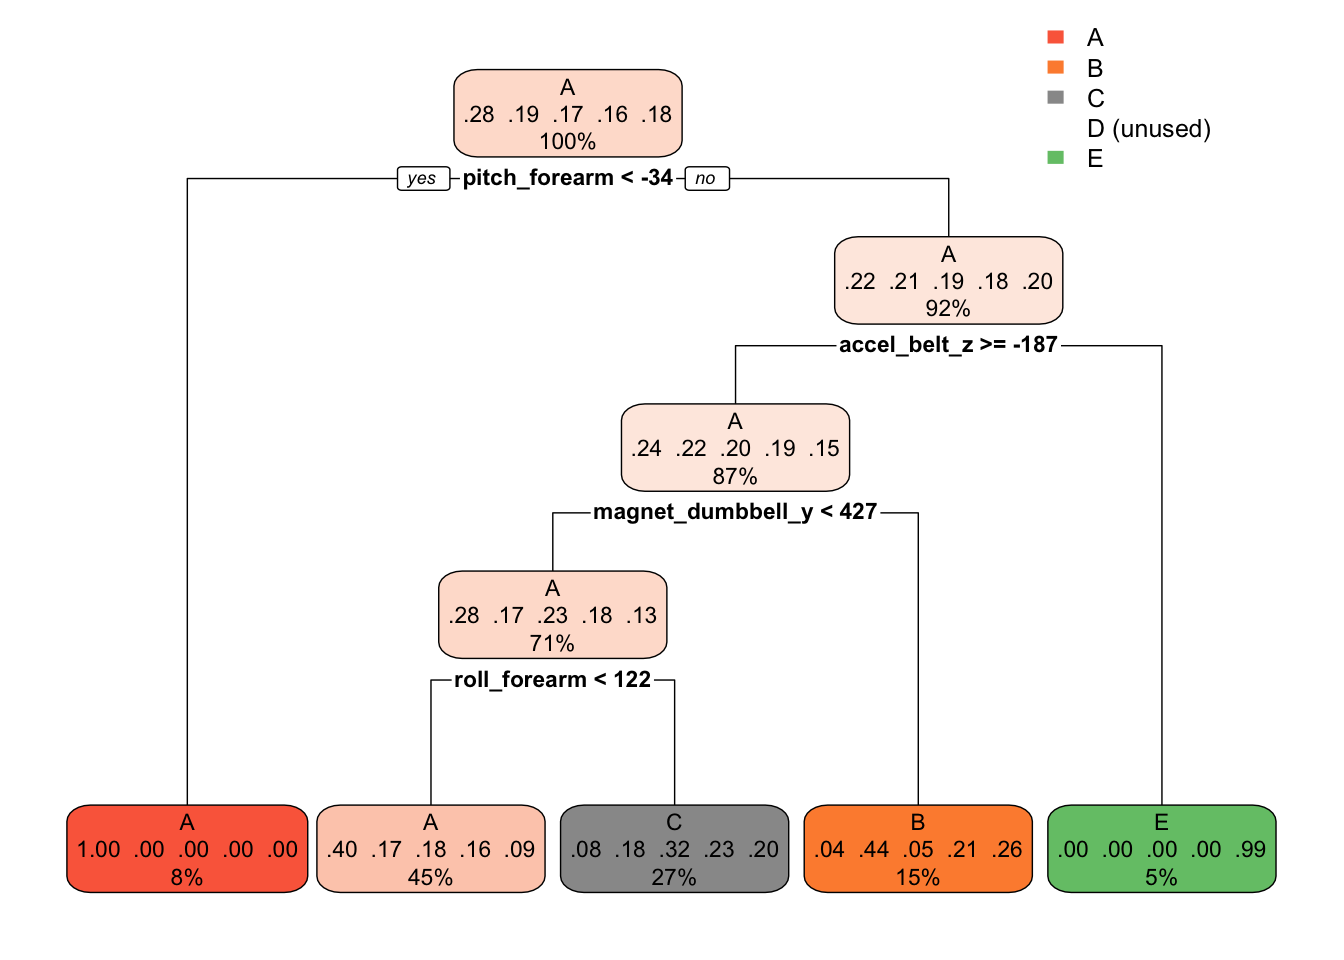 A
B
C
D (unused)
E
A
.28 .19 .17 .16 .18
100%
yes pitch_forearm < -34 no
A
.22 .21 .19 .18 .20
92%
accel_belt_z >= -187
A
.24 .22 .20 .19 .15
87%
magnet_dumbbell_y < 427
A
.28 .17 .23 .18 .13
71%
roll_forearm < 122
A
1.00 .00 .00 .00 .00
8%
A
.40 .17 .18 .16 .09
45%
C
.08 .18 .32 .23 .20
27%
B
.04 .44 .05 .21 .26
15%
E
.00 .00 .00 .00 .99
5%